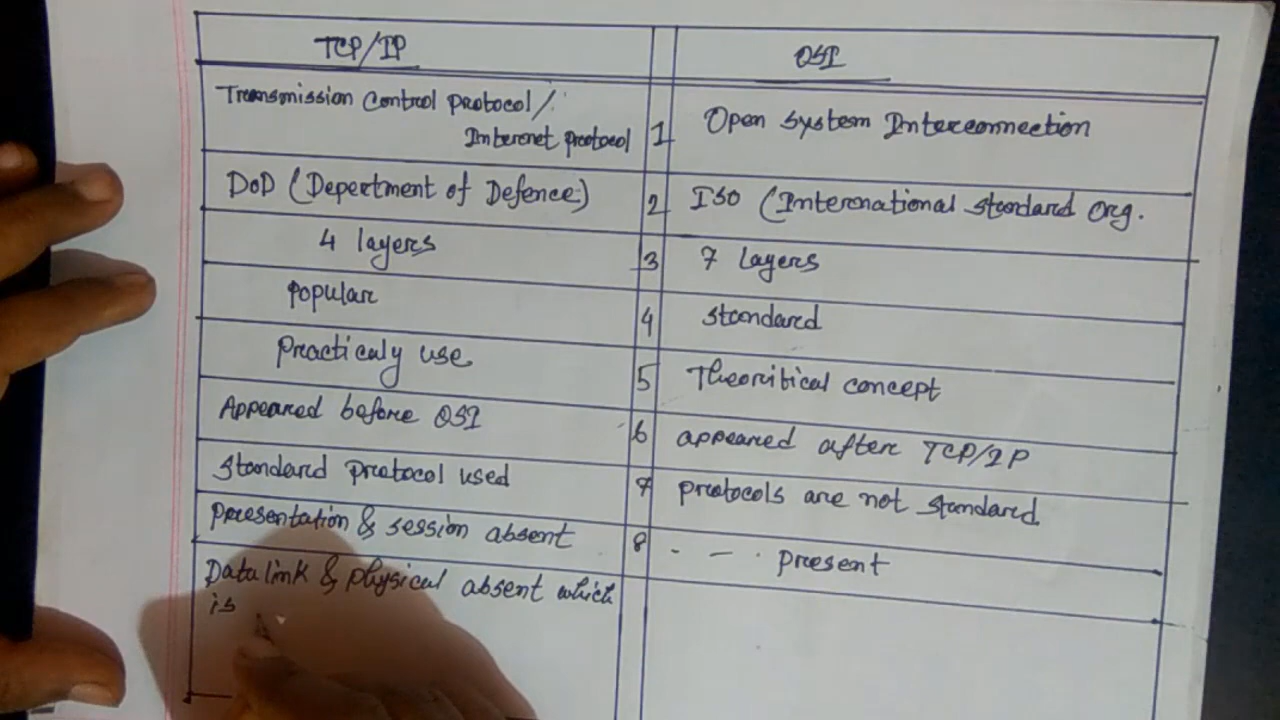 TCP/IP
OSI
Transmission Control protocol/
Internet protocol
1
Open system Interconnection
DoD (Depertment of Defence)
2
ISO (International standard Org.
4 layers
3
7 layers
popular
4
standard
Practicaly use
5
Theoritical concept
Appeared before OSI
6
appeared after TCP/IP
standard protocol used
7
protocols are not standard
presentation & session absent
8
- - . present
Data link & physical absent which
is